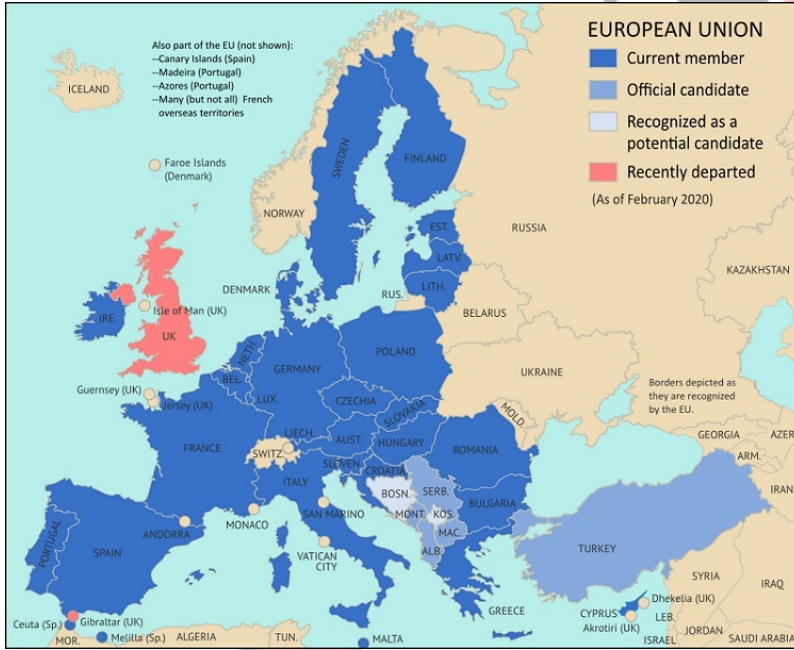 EUROPEAN UNION
Current member
Official candidate
Recognized as a
potential candidate
Recently departed
(As of February 2020)
Also part of the EU (not shown):
--Canary Islands (Spain)
--Madeira (Portugal)
--Azores (Portugal)
--Many (but not all) French
overseas territories
ICELAND
Faroe Islands
(Denmark)
SWEDEN
FINLAND
NORWAY
RUSSIA
EST.
LATV.
LITH.
RUS.
KAZAKHSTAN
DENMARK
BELARUS
IRE.
Isle of Man (UK)
UK
NETH.
BEL.
LUX.
GERMANY
POLAND
UKRAINE
Guernsey (UK)
Jersey (UK)
CZECHIA
SLOVAKIA
MOLD.
Borders depicted as
they are recognized
by the EU.
FRANCE
LIECH.
SWITZ.
AUST.
HUNGARY
ROMANIA
GEORGIA
AZER
ARM.
SLOVEN.
CROATIA
ITALY
BOSN.
SERB.
BULGARIA
IRAN
SAN MARINO
MONT.
KOS.
MAC.
ALB.
MONACO
ANDORRA
PORTUGAL
SPAIN
VATICAN
CITY
TURKEY
SYRIA
IRAQ
GREECE
CYPRUS
Dhekelia (UK)
Akrotiri (UK)
LEB.
Ceuta (Sp.)
Gibraltar (UK)
Melilla (Sp.)
MOR.
ALGERIA
TUN.
MALTA
ISRAEL
JORDAN
SAUDI ARABIA